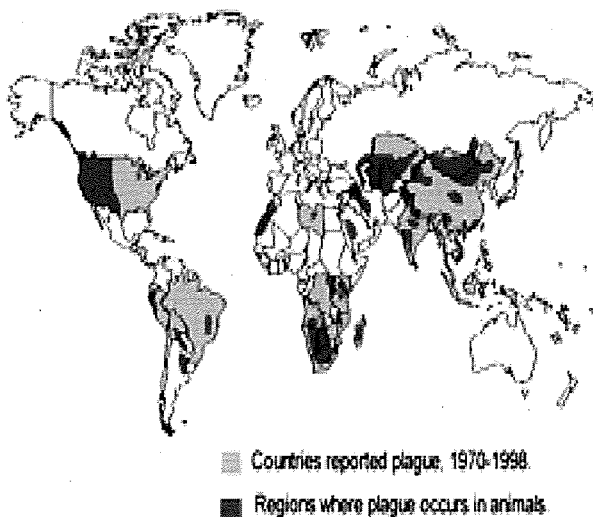 Countries reported plague, 1970-1998.
Regions where plague occurs in animals.